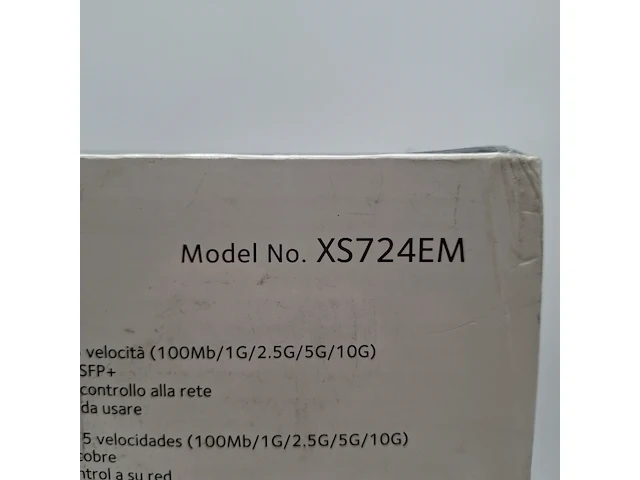 Model No. XS724EM
velocità (100Mb/1G/2.5G/5G/10G)
SFP+
controllo alla rete
da usare
5 velocidades (100Mb/1G/2.5G/5G/10G)
cobre
ntrol a su red